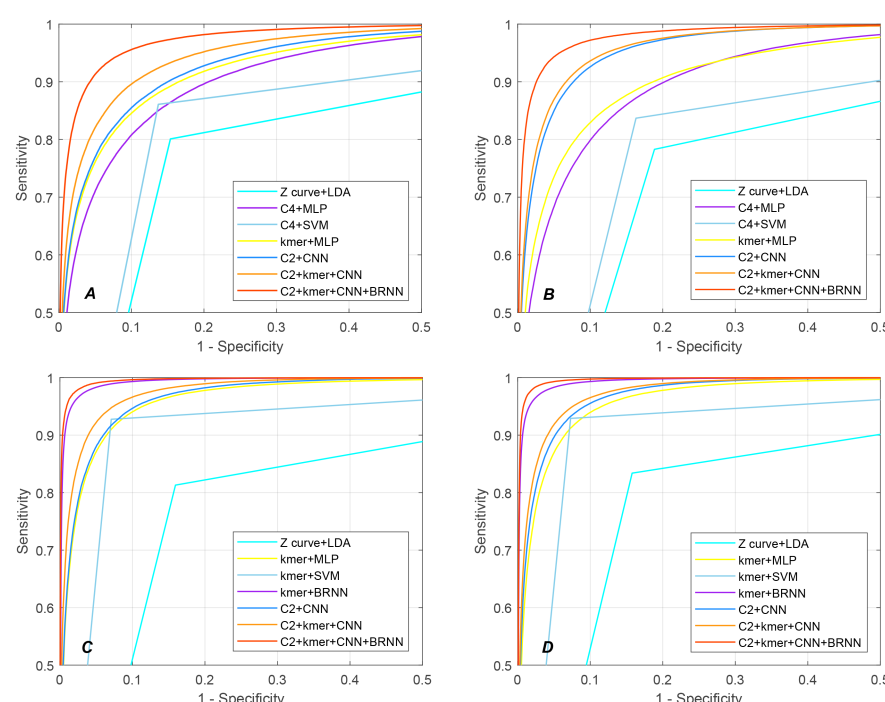 1
0.9
0.8
0.7
0.6
0.5
Sensitivity
Z curve+LDA
C4+MLP
C4+SVM
kmer+MLP
C2+CNN
C2+kmer+CNN
C2+kmer+CNN+BRNN
A
0 0.1 0.2 0.3 0.4 0.5
1 - Specificity
1
0.9
0.8
0.7
0.6
0.5
Sensitivity
Z curve+LDA
C4+MLP
C4+SVM
kmer+MLP
C2+CNN
C2+kmer+CNN
C2+kmer+CNN+BRNN
B
0 0.1 0.2 0.3 0.4 0.5
1 - Specificity
1
0.9
0.8
0.7
0.6
0.5
Sensitivity
Z curve+LDA
kmer+MLP
kmer+SVM
kmer+BRNN
C2+CNN
C2+kmer+CNN
C2+kmer+CNN+BRNN
C
0 0.1 0.2 0.3 0.4 0.5
1 - Specificity
1
0.9
0.8
0.7
0.6
0.5
Sensitivity
Z curve+LDA
kmer+MLP
kmer+SVM
kmer+BRNN
C2+CNN
C2+kmer+CNN
C2+kmer+CNN+BRNN
D
0 0.1 0.2 0.3 0.4 0.5
1 - Specificity